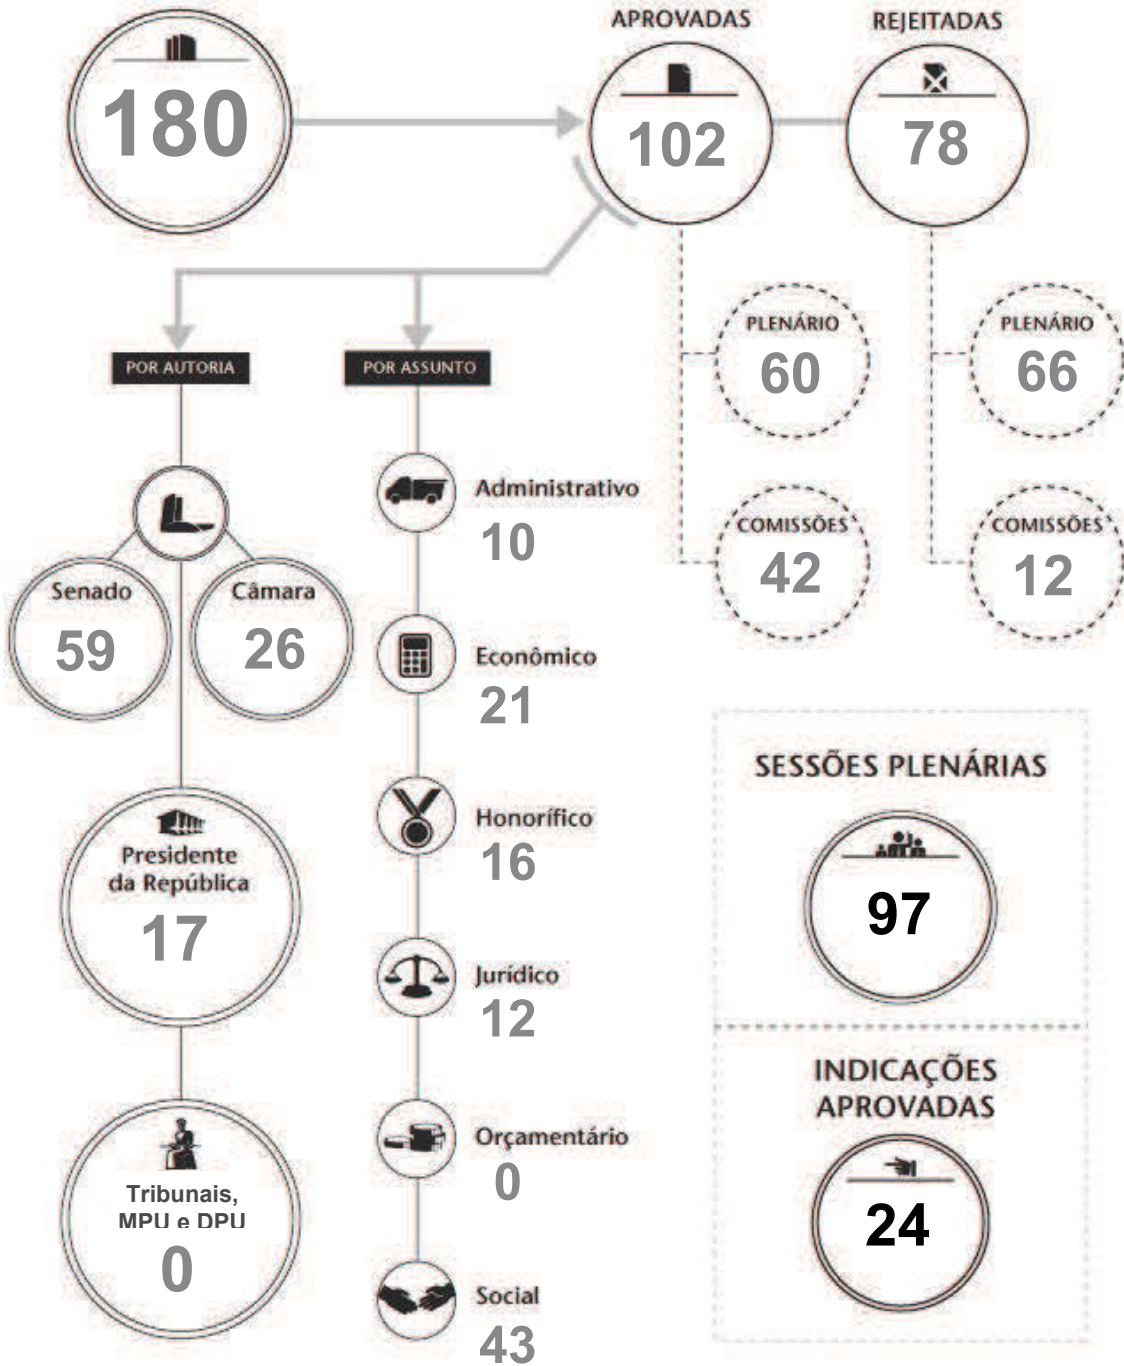 180
APROVADAS
102
REJEITADAS
78
PLENÁRIO
60
COMISSÕES
42
PLENÁRIO
66
COMISSÕES
12
POR AUTORIA
Senado
59
Câmara
26
Presidente
da República
17
Tribunais,
MPU e DPU
0
POR ASSUNTO
Administrativo
10
Econômico
21
Honorífico
16
Jurídico
12
Orçamentário
0
Social
43
SESSÕES PLENÁRIAS
97
INDICAÇÕES
APROVADAS
24